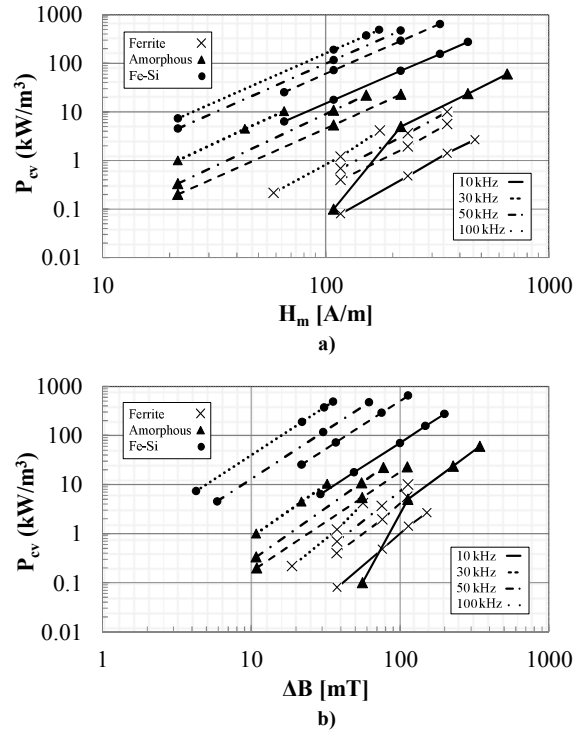 1000
100
10
1
0.1
0.01
P_cv (kW/m³)
Ferrite
Amorphous
Fe-Si
10 kHz
30 kHz
50 kHz
100 kHz
10
100
1000
H_m [A/m]
a)
1000
100
10
1
0.1
0.01
P_cv (kW/m³)
Ferrite
Amorphous
Fe-Si
10 kHz
30 kHz
50 kHz
100 kHz
1
10
100
1000
ΔB [mT]
b)